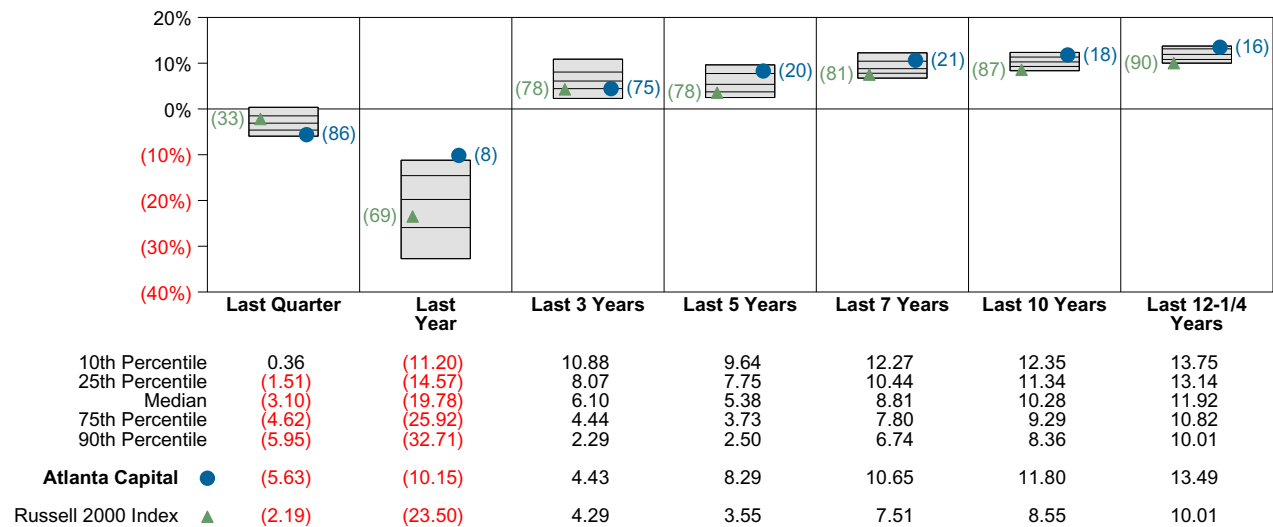 20%
10%
0%
(10%)
(20%)
(30%)
(40%)
(33) (86)
(69) (8)
(78) (75)
(78) (20)
(81) (21)
(87) (18)
(90) (16)
Last Quarter Last Year Last 3 Years Last 5 Years Last 7 Years Last 10 Years Last 12-1/4 Years
10th Percentile 0.36 (11.20) 10.88 9.64 12.27 12.35 13.75
25th Percentile (1.51) (14.57) 8.07 7.75 10.44 11.34 13.14
Median (3.10) (19.78) 6.10 5.38 8.81 10.28 11.92
75th Percentile (4.62) (25.92) 4.44 3.73 7.80 9.29 10.82
90th Percentile (5.95) (32.71) 2.29 2.50 6.74 8.36 10.01
Atlanta Capital (5.63) (10.15) 4.43 8.29 10.65 11.80 13.49
Russell 2000 Index (2.19) (23.50) 4.29 3.55 7.51 8.55 10.01